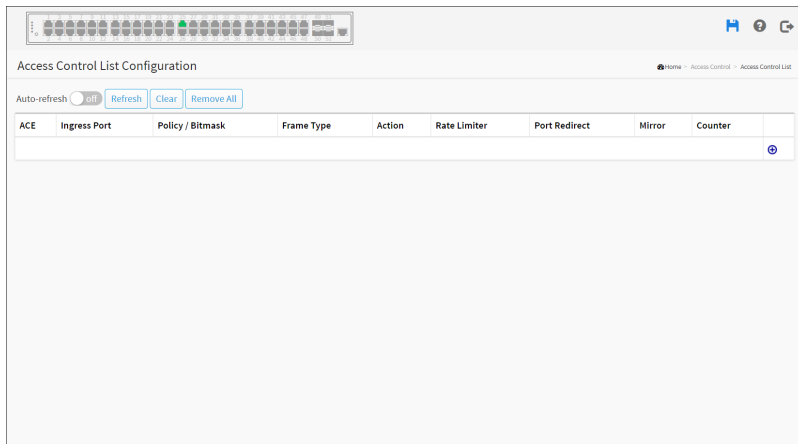 Access Control List Configuration
Home > Access Control > Access Control List
Auto-refresh off Refresh Clear Remove All
ACE Ingress Port Policy / Bitmask Frame Type Action Rate Limiter Port Redirect Mirror Counter